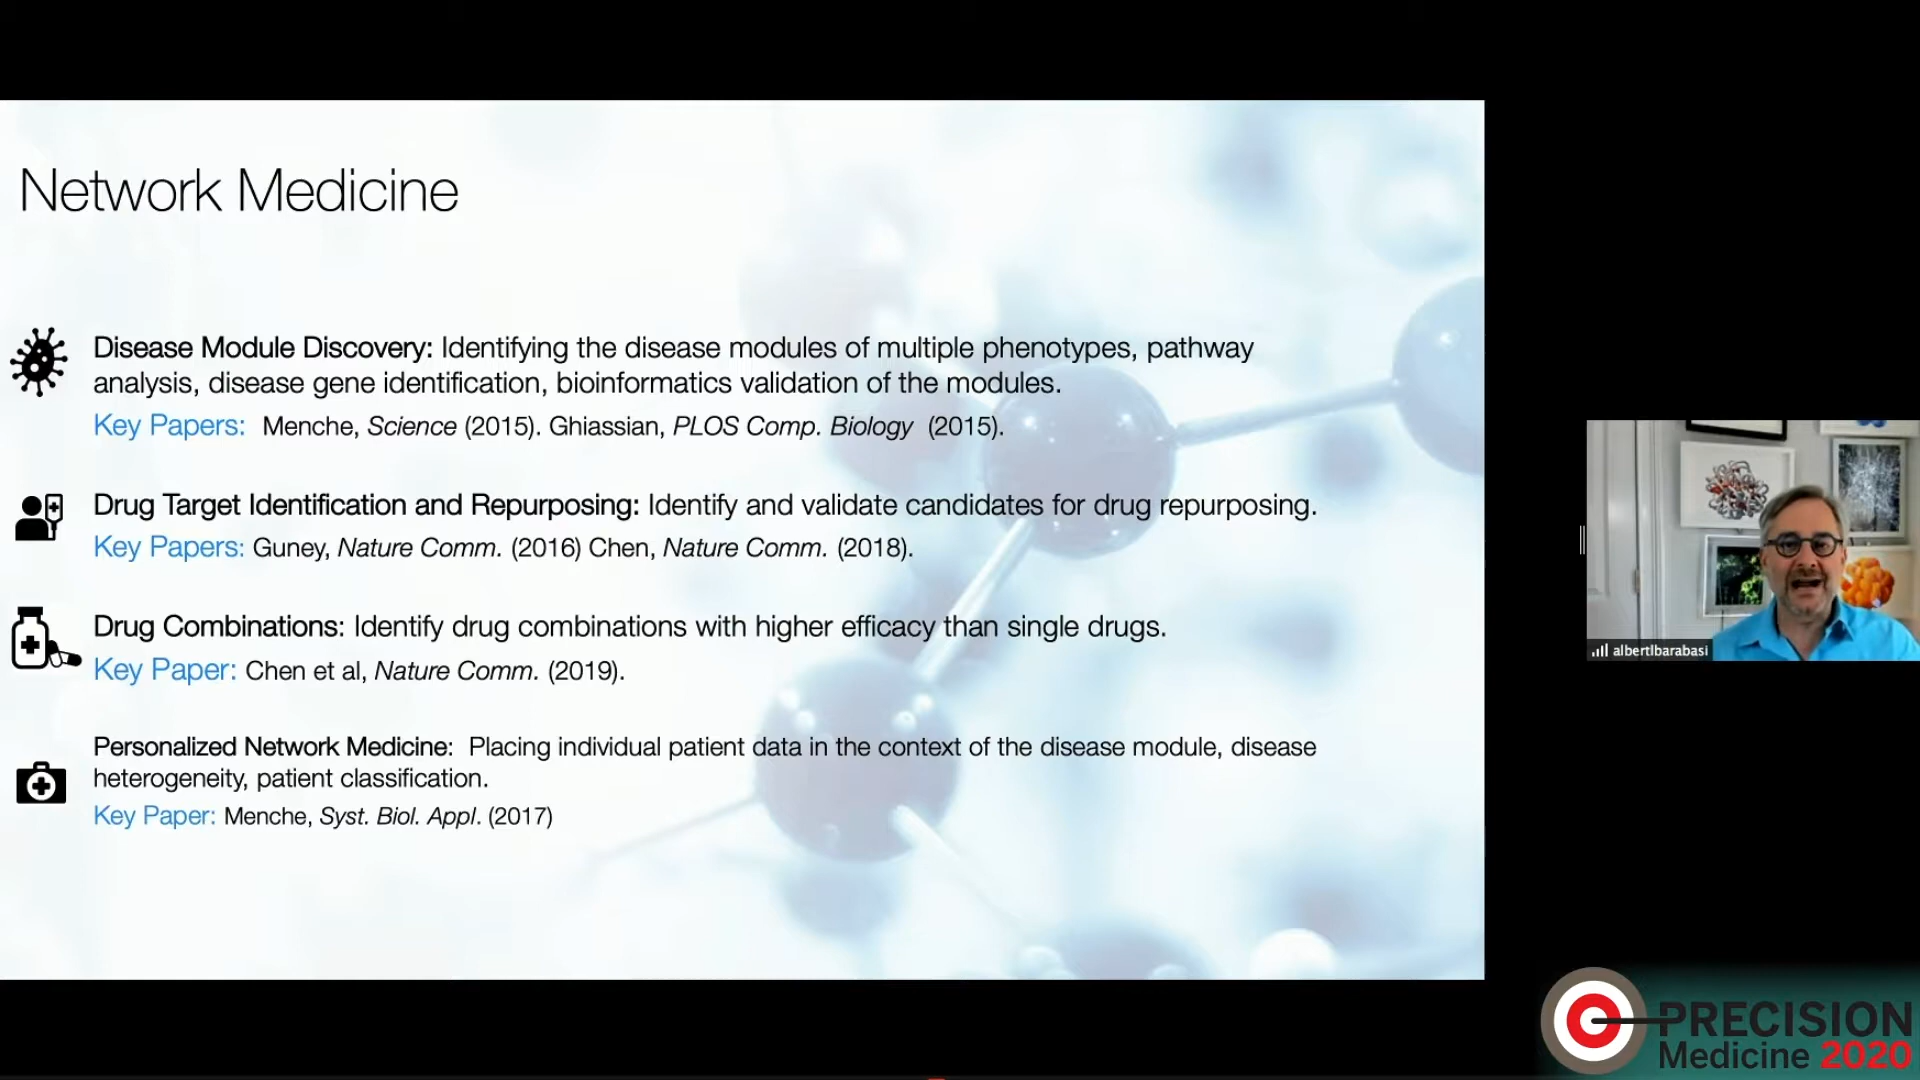 Network Medicine
Disease Module Discovery: Identifying the disease modules of multiple phenotypes, pathway
analysis, disease gene identification, bioinformatics validation of the modules.
Key Papers: Menche, Science (2015). Ghiassian, PLOS Comp. Biology (2015).
Drug Target Identification and Repurposing: Identify and validate candidates for drug repurposing.
Key Papers: Guney, Nature Comm. (2016) Chen, Nature Comm. (2018).
Drug Combinations: Identify drug combinations with higher efficacy than single drugs.
Key Paper: Chen et al, Nature Comm. (2019).
Personalized Network Medicine: Placing individual patient data in the context of the disease module, disease
heterogeneity, patient classification.
Key Paper: Menche, Syst. Biol. Appl. (2017)
albertlbarabasi
PRECISION
Medicine 2020